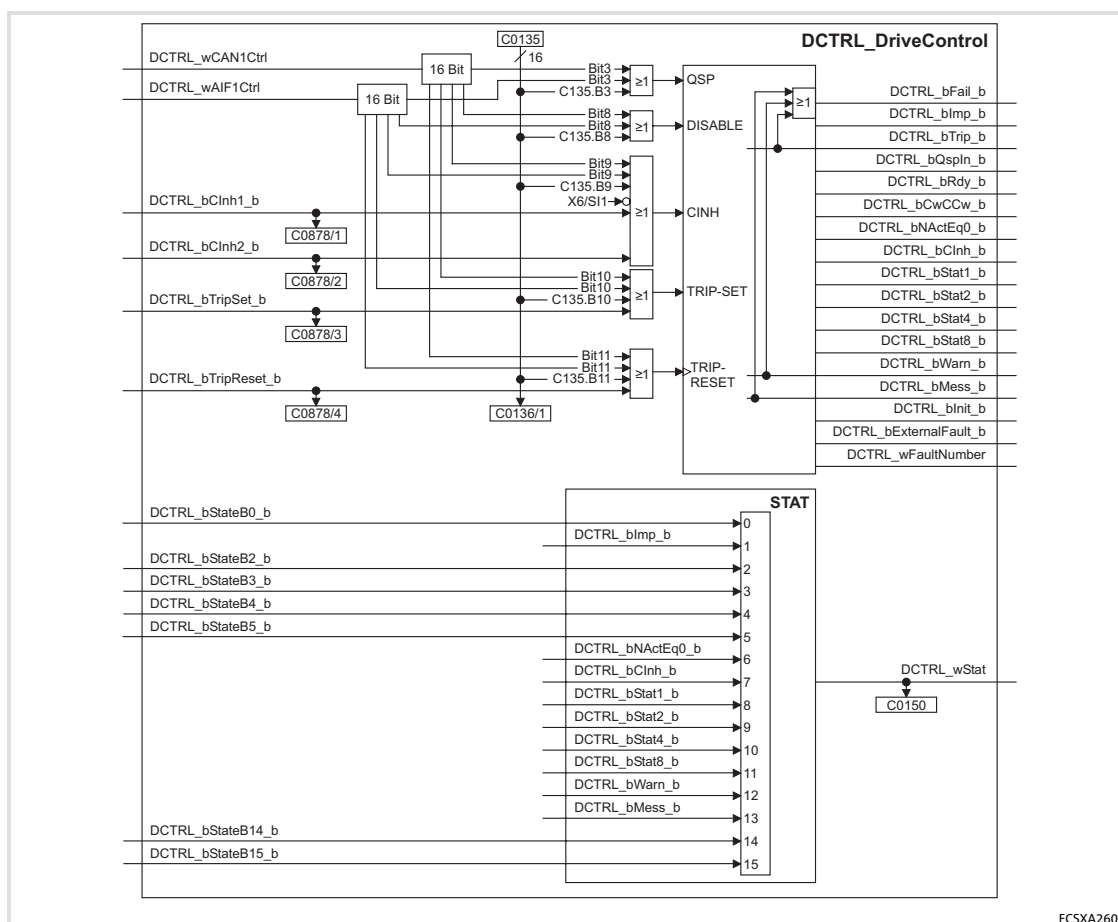 DCTRL_DriveControl
C0135
16
DCTRL_wCAN1Ctrl
16 Bit
DCTRL_wAIF1Ctrl
16 Bit
Bit3
Bit3
C135.B3
≥1
QSP
Bit8
Bit8
C135.B8
≥1
DISABLE
Bit9
Bit9
C135.B9
X6/SI1
≥1
CINH
DCTRL_bCInh1_b
C0878/1
DCTRL_bCInh2_b
C0878/2
Bit10
Bit10
C135.B10
≥1
TRIP-SET
DCTRL_bTripSet_b
C0878/3
Bit11
Bit11
C135.B11
≥1
TRIP-
RESET
DCTRL_bTripReset_b
C0878/4
C0136/1
≥1
DCTRL_bFail_b
DCTRL_bImp_b
DCTRL_bTrip_b
DCTRL_bQspIn_b
DCTRL_bRdy_b
DCTRL_bCwCCw_b
DCTRL_bNActEq0_b
DCTRL_bCInh_b
DCTRL_bStat1_b
DCTRL_bStat2_b
DCTRL_bStat4_b
DCTRL_bStat8_b
DCTRL_bWarn_b
DCTRL_bMess_b
DCTRL_bInit_b
DCTRL_bExternalFault_b
DCTRL_wFaultNumber
STAT
DCTRL_bStateB0_b
0
DCTRL_bImp_b
1
DCTRL_bStateB2_b
2
DCTRL_bStateB3_b
3
DCTRL_bStateB4_b
4
DCTRL_bStateB5_b
5
DCTRL_bNActEq0_b
6
DCTRL_bCInh_b
7
DCTRL_bStat1_b
8
DCTRL_bStat2_b
9
DCTRL_bStat4_b
10
DCTRL_bStat8_b
11
DCTRL_bWarn_b
12
DCTRL_bMess_b
13
DCTRL_bStateB14_b
14
DCTRL_bStateB15_b
15
DCTRL_wStat
C0150
ECSXA260